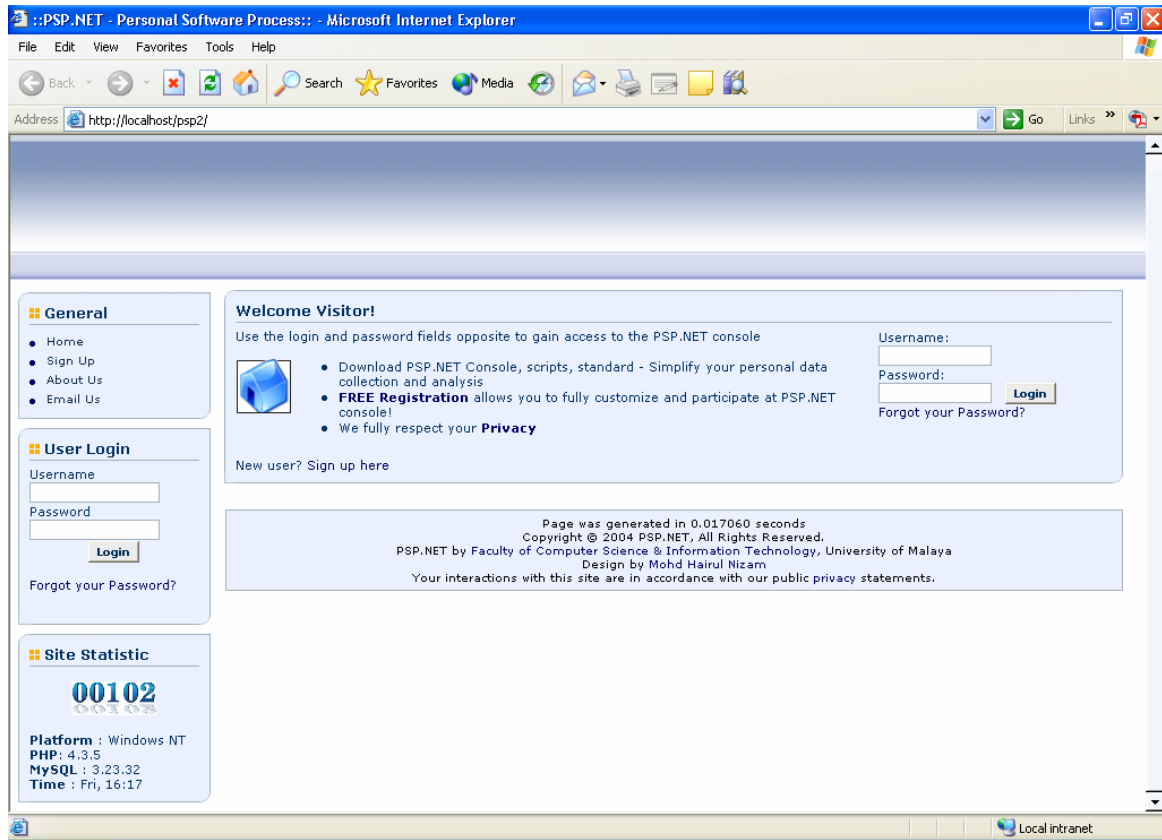 ::PSP.NET - Personal Software Process:: - Microsoft Internet Explorer
File Edit View Favorites Tools Help
Back Search Favorites Media
Address http://localhost/psp2/ Go Links »
General
Home
Sign Up
About Us
Email Us
User Login
Username
Password
Login
Forgot your Password?
Site Statistic
00102
Platform : Windows NT
PHP: 4.3.5
MySQL : 3.23.32
Time : Fri, 16:17
Welcome Visitor!
Use the login and password fields opposite to gain access to the PSP.NET console
Download PSP.NET Console, scripts, standard - Simplify your personal data
collection and analysis
FREE Registration allows you to fully customize and participate at PSP.NET
console!
We fully respect your Privacy
New user? Sign up here
Username:
Password:
Login
Forgot your Password?
Page was generated in 0.017060 seconds
Copyright © 2004 PSP.NET, All Rights Reserved.
PSP.NET by Faculty of Computer Science & Information Technology, University of Malaya
Design by Mohd Hairul Nizam
Your interactions with this site are in accordance with our public privacy statements.
Local intranet